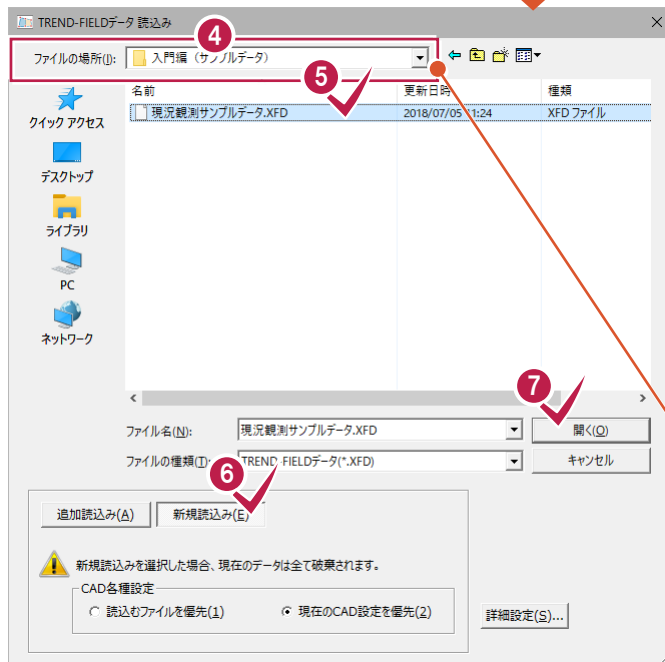 TREND-FIELDデータ 読込み
4
ファイルの場所(I): 入門編（サンプルデータ）
5
名前 更新日時 種類
現況観測サンプルデータ.XFD 2018/07/05 11:24 XFD ファイル
クイック アクセス
デスクトップ
ライブラリ
PC
ネットワーク
7
ファイル名(N): 現況観測サンプルデータ.XFD 開く(O)
ファイルの種類(T): TREND-FIELDデータ(*.XFD) キャンセル
6
追加読込み(A) 新規読込み(E)
新規読込みを選択した場合、現在のデータは全て破棄されます。
CAD各種設定
読込むファイルを優先(1) 現在のCAD設定を優先(2)
詳細設定(S)...